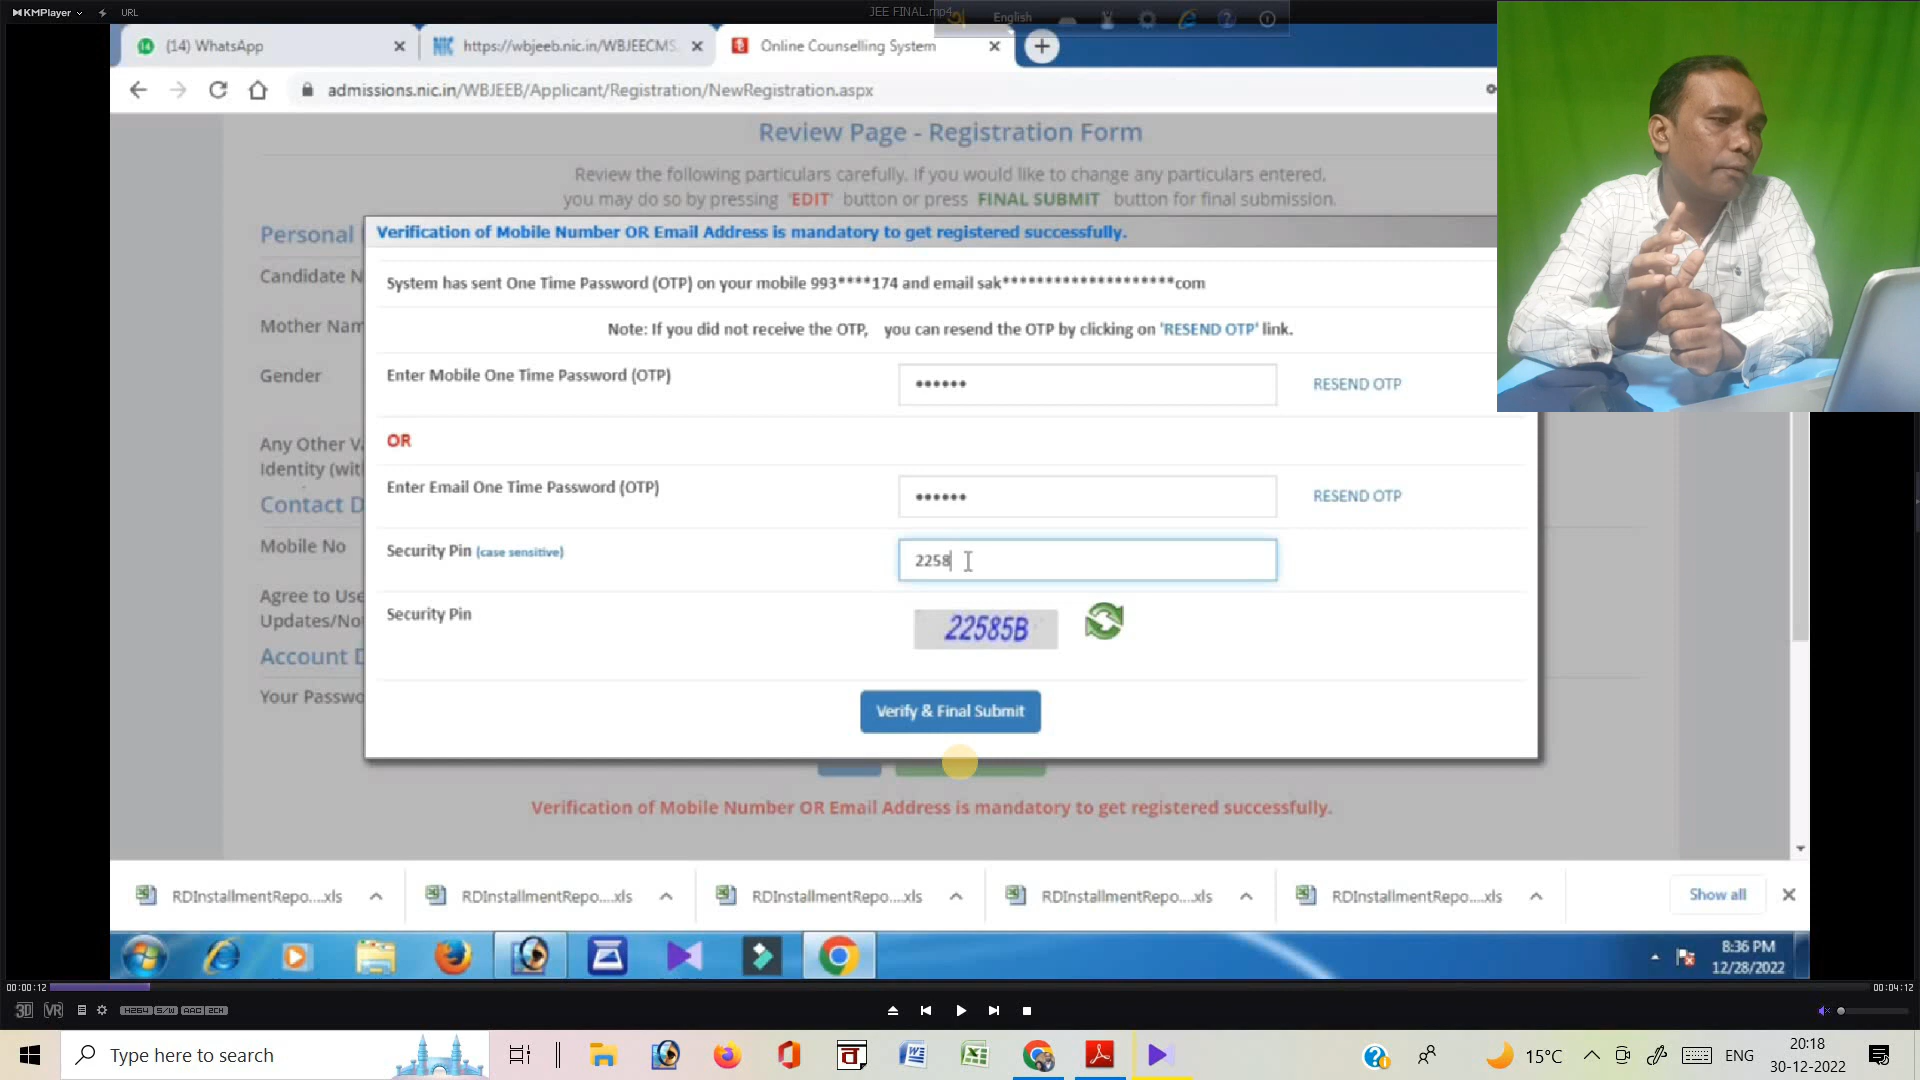 KMPlayer
URL
JEE FINAL.mp4
English
(14) WhatsApp
https://wbjeeb.nic.in/WBJEECMS
Online Counselling System
admissions.nic.in/WBJEEB/Applicant/Registration/NewRegistration.aspx
Review Page - Registration Form
Review the following particulars carefully. If you would like to change any particulars entered,
you may do so by pressing 'EDIT' button or press FINAL SUBMIT button for final submission.
Personal
Candidate N
Mother Nam
Gender
Any Other Va
Identity (wit
Contact D
Mobile No
Agree to Use
Updates/No
Account D
Your Passwo
Verification of Mobile Number OR Email Address is mandatory to get registered successfully.
System has sent One Time Password (OTP) on your mobile 993****174 and email sak********************com
Note: If you did not receive the OTP, you can resend the OTP by clicking on 'RESEND OTP' link.
Enter Mobile One Time Password (OTP)
••••••
RESEND OTP
OR
Enter Email One Time Password (OTP)
••••••
RESEND OTP
Security Pin (case sensitive)
2258
Security Pin
22585B
Verify & Final Submit
Verification of Mobile Number OR Email Address is mandatory to get registered successfully.
RDInstallmentRepo....xls
RDInstallmentRepo....xls
RDInstallmentRepo....xls
RDInstallmentRepo....xls
RDInstallmentRepo....xls
Show all
8:36 PM
12/28/2022
00:00:12
00:04:12
3D VR
H264 S/W AAC 2CH
Type here to search
15°C
ENG
20:18
30-12-2022